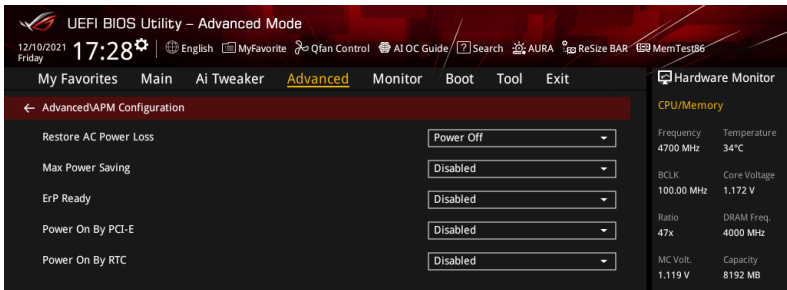 UEFI BIOS Utility – Advanced Mode
12/10/2021 Friday 17:28 English MyFavorite Qfan Control AI OC Guide Search AURA ReSize BAR MemTest86
My Favorites Main Ai Tweaker Advanced Monitor Boot Tool Exit Hardware Monitor
Advanced\APM Configuration CPU/Memory
Restore AC Power Loss Power Off
Max Power Saving Disabled
ErP Ready Disabled
Power On By PCI-E Disabled
Power On By RTC Disabled
Frequency Temperature
4700 MHz 34°C
BCLK Core Voltage
100.00 MHz 1.172 V
Ratio DRAM Freq.
47x 4000 MHz
MC Volt. Capacity
1.119 V 8192 MB